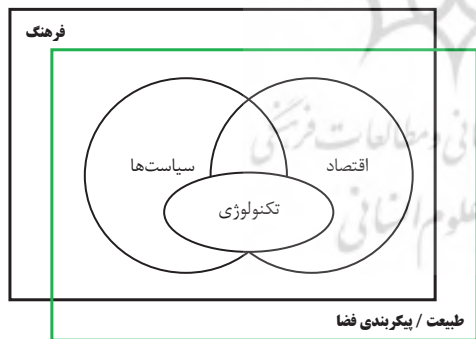 فرهنگ
سیاست‌ها
اقتصاد
تکنولوژی
طبیعت / پیکربندی فضا